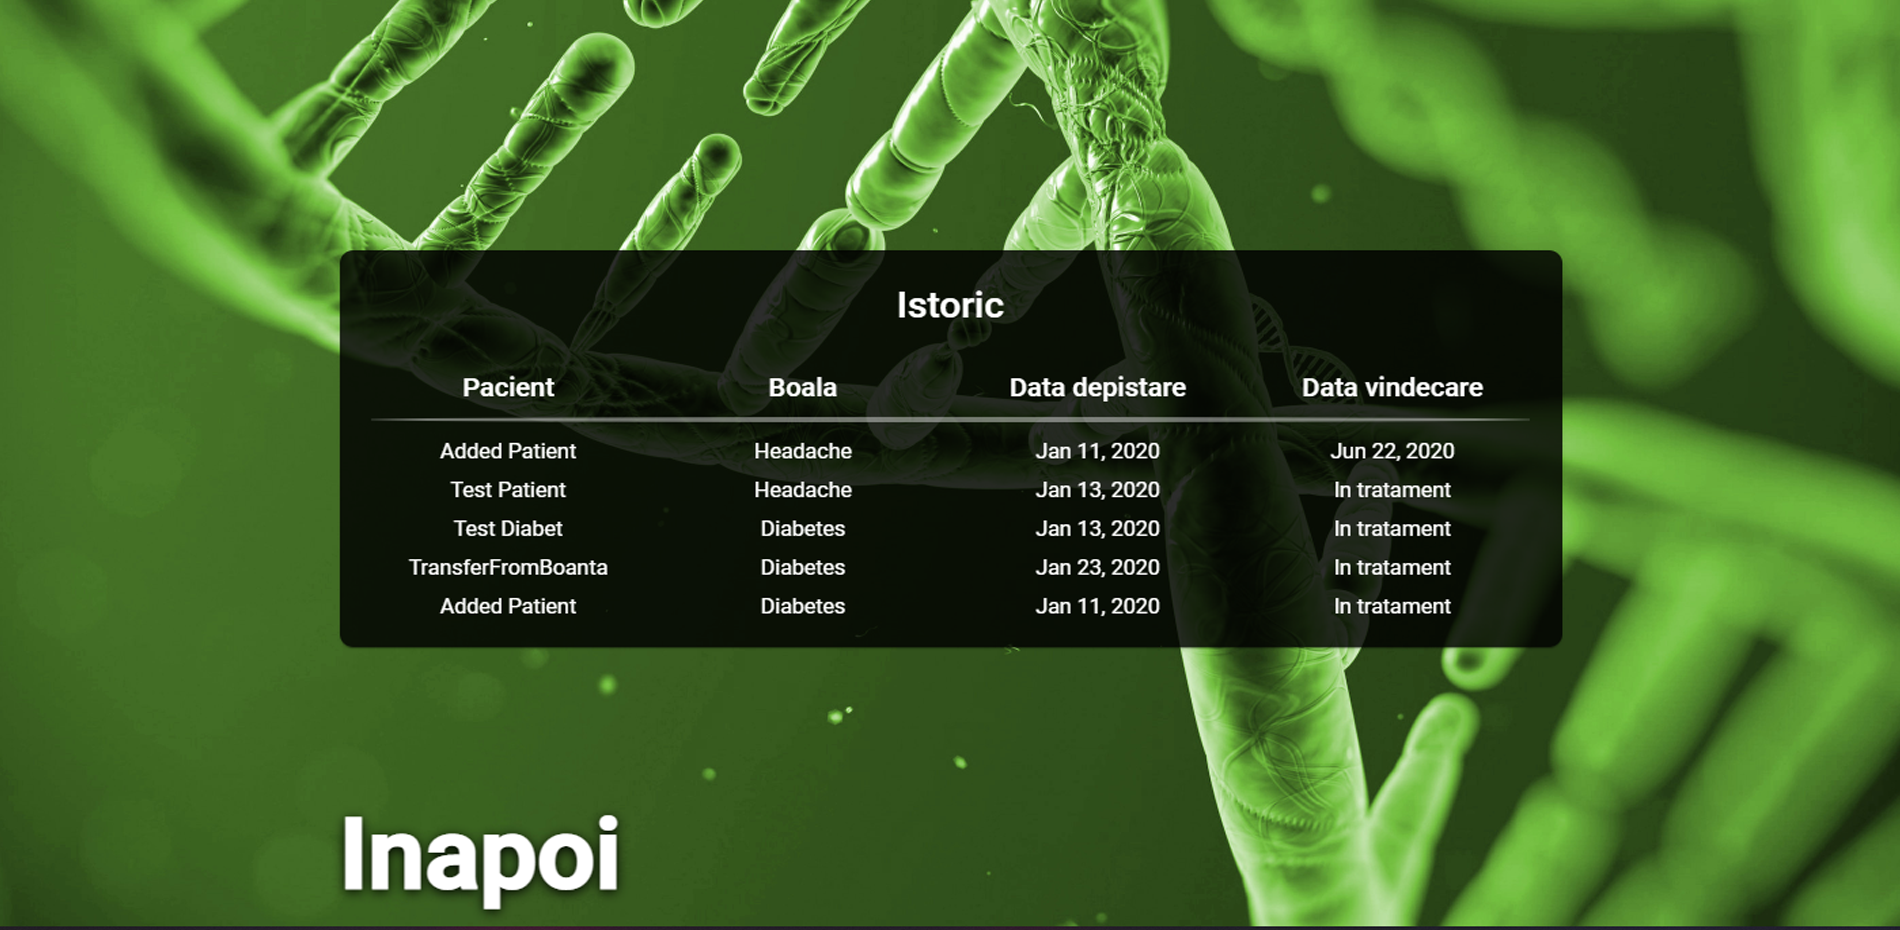 Istoric
Pacient Boala Data depistare Data vindecare
Added Patient Headache Jan 11, 2020 Jun 22, 2020
Test Patient Headache Jan 13, 2020 In tratament
Test Diabet Diabetes Jan 13, 2020 In tratament
TransferFromBoanta Diabetes Jan 23, 2020 In tratament
Added Patient Diabetes Jan 11, 2020 In tratament
Inapoi